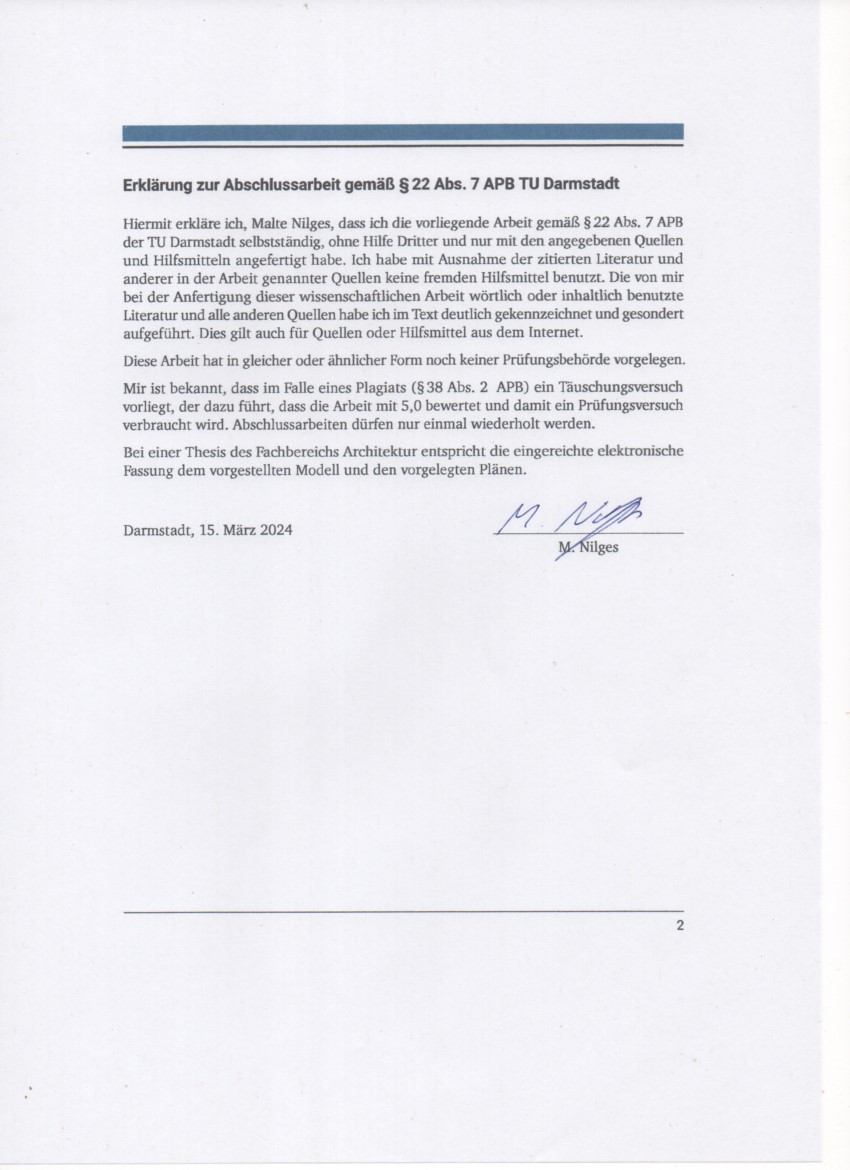 Erklärung zur Abschlussarbeit gemäß § 22 Abs. 7 APB TU Darmstadt
Hiermit erkläre ich, Malte Nilges, dass ich die vorliegende Arbeit gemäß § 22 Abs. 7 APB
der TU Darmstadt selbstständig, ohne Hilfe Dritter und nur mit den angegebenen Quellen
und Hilfsmitteln angefertigt habe. Ich habe mit Ausnahme der zitierten Literatur und
anderer in der Arbeit genannter Quellen keine fremden Hilfsmittel benutzt. Die von mir
bei der Anfertigung dieser wissenschaftlichen Arbeit wörtlich oder inhaltlich benutzte
Literatur und alle anderen Quellen habe ich im Text deutlich gekennzeichnet und gesondert
aufgeführt. Dies gilt auch für Quellen oder Hilfsmittel aus dem Internet.
Diese Arbeit hat in gleicher oder ähnlicher Form noch keiner Prüfungsbehörde vorgelegen.
Mir ist bekannt, dass im Falle eines Plagiats (§ 38 Abs. 2 APB) ein Täuschungsversuch
vorliegt, der dazu führt, dass die Arbeit mit 5,0 bewertet und damit ein Prüfungsversuch
verbraucht wird. Abschlussarbeiten dürfen nur einmal wiederholt werden.
Bei einer Thesis des Fachbereichs Architektur entspricht die eingereichte elektronische
Fassung dem vorgestellten Modell und den vorgelegten Plänen.
M.
Darmstadt, 15. März 2024
M. Nilges
2